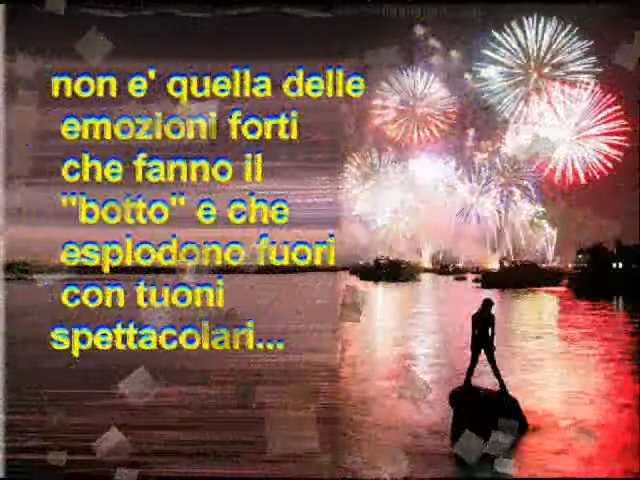 non e' quella delle
emozioni forti
che fanno il
"botto" e che
esplodono fuori
con tuoni
spettacolari...